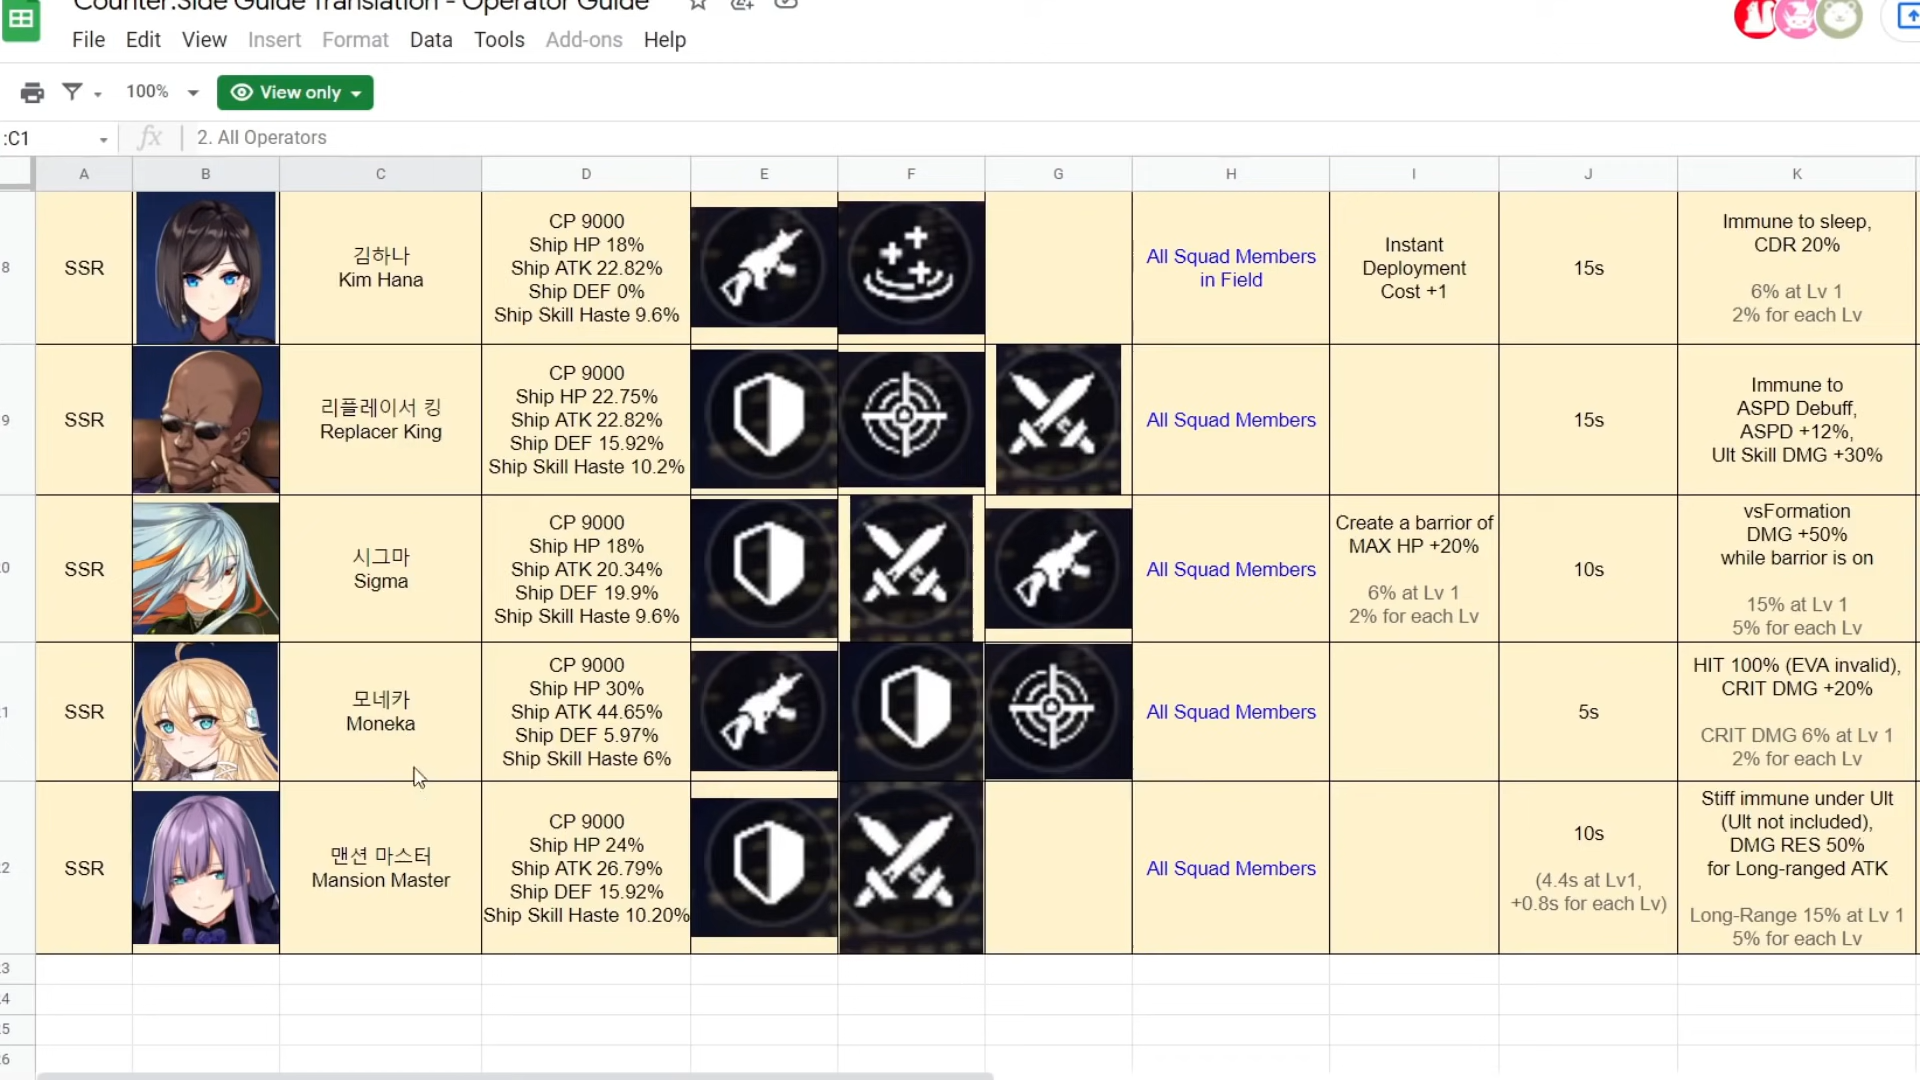 Counter:Side Guide Translation - Operator Guide
File Edit View Insert Format Data Tools Add-ons Help
100% View only
:C1 fx 2. All Operators
A B C D E F G H I J K
8
SSR
김하나
Kim Hana
CP 9000
Ship HP 18%
Ship ATK 22.82%
Ship DEF 0%
Ship Skill Haste 9.6%
All Squad Members
in Field
Instant
Deployment
Cost +1
15s
Immune to sleep,
CDR 20%
6% at Lv 1
2% for each Lv
9
SSR
리플레이서 킹
Replacer King
CP 9000
Ship HP 22.75%
Ship ATK 22.82%
Ship DEF 15.92%
Ship Skill Haste 10.2%
All Squad Members
15s
Immune to
ASPD Debuff,
ASPD +12%,
Ult Skill DMG +30%
0
SSR
시그마
Sigma
CP 9000
Ship HP 18%
Ship ATK 20.34%
Ship DEF 19.9%
Ship Skill Haste 9.6%
All Squad Members
Create a barrier of
MAX HP +20%
6% at Lv 1
2% for each Lv
10s
vsFormation
DMG +50%
while barrier is on
15% at Lv 1
5% for each Lv
1
SSR
모네카
Moneka
CP 9000
Ship HP 30%
Ship ATK 44.65%
Ship DEF 5.97%
Ship Skill Haste 6%
All Squad Members
5s
HIT 100% (EVA invalid),
CRIT DMG +20%
CRIT DMG 6% at Lv 1
2% for each Lv
22
SSR
맨션 마스터
Mansion Master
CP 9000
Ship HP 24%
Ship ATK 26.79%
Ship DEF 15.92%
Ship Skill Haste 10.20%
All Squad Members
10s
(4.4s at Lv1,
+0.8s for each Lv)
Stiff immune under Ult
(Ult not included),
DMG RES 50%
for Long-ranged ATK
Long-Range 15% at Lv 1
5% for each Lv
23
24
25
26